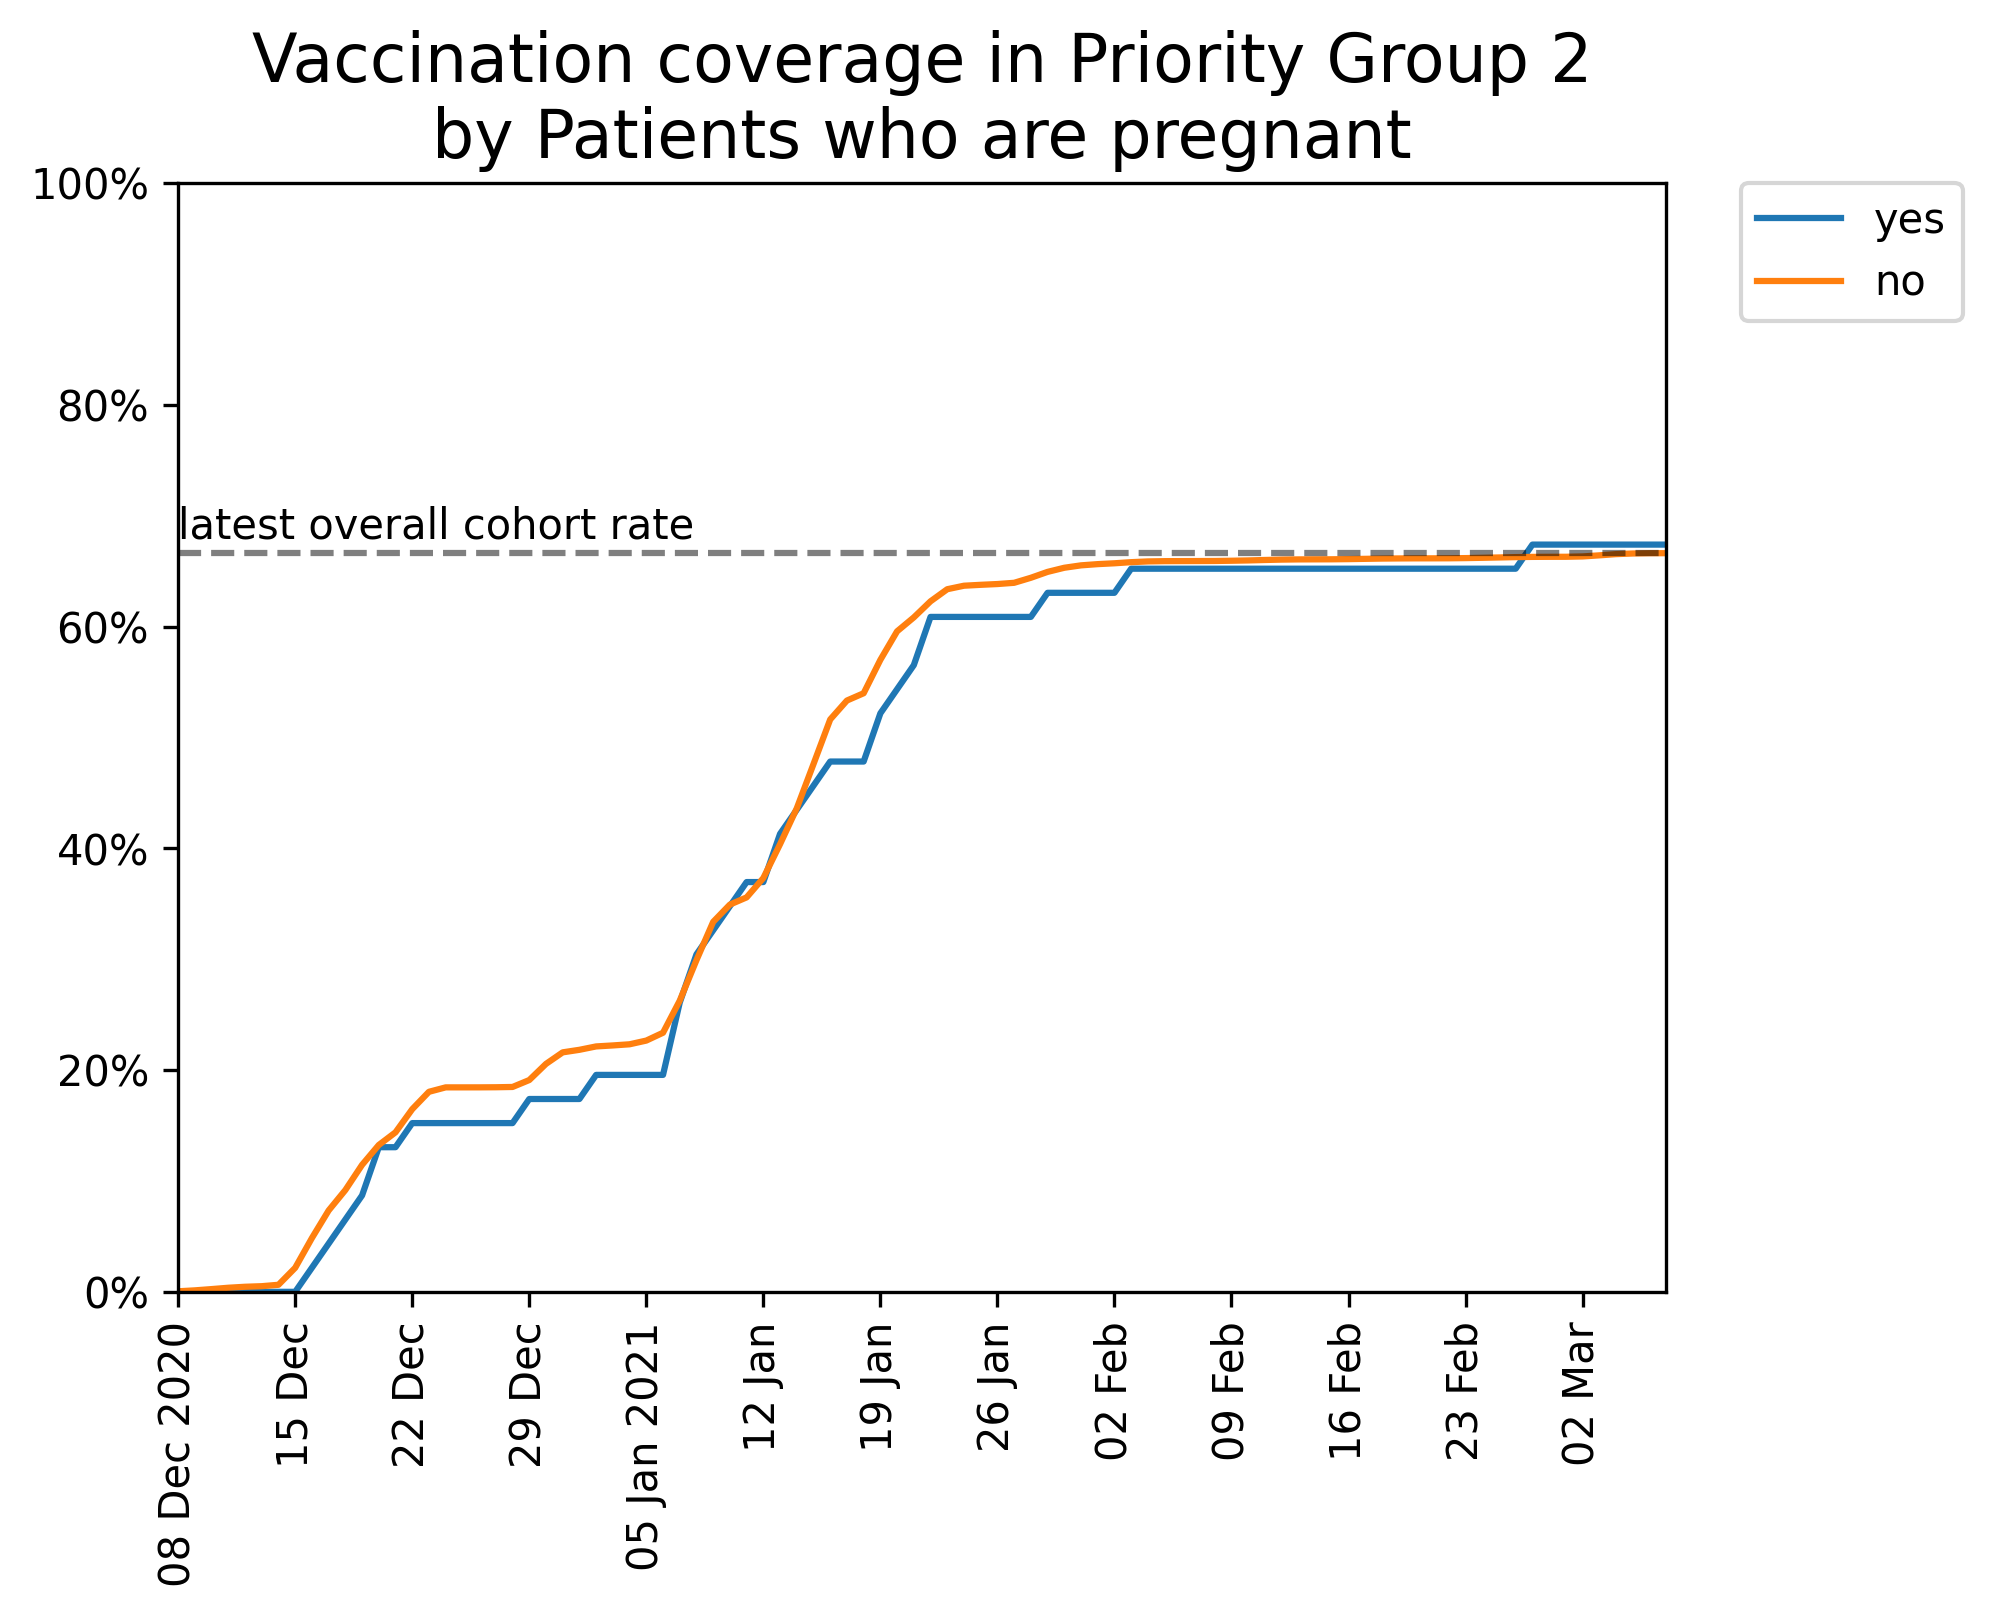 Vaccination coverage in Priority Group 2
by Patients who are pregnant
100%
80%
60%
40%
20%
0%
latest overall cohort rate
yes
no
08 Dec 2020
15 Dec
22 Dec
29 Dec
05 Jan 2021
12 Jan
19 Jan
26 Jan
02 Feb
09 Feb
16 Feb
23 Feb
02 Mar